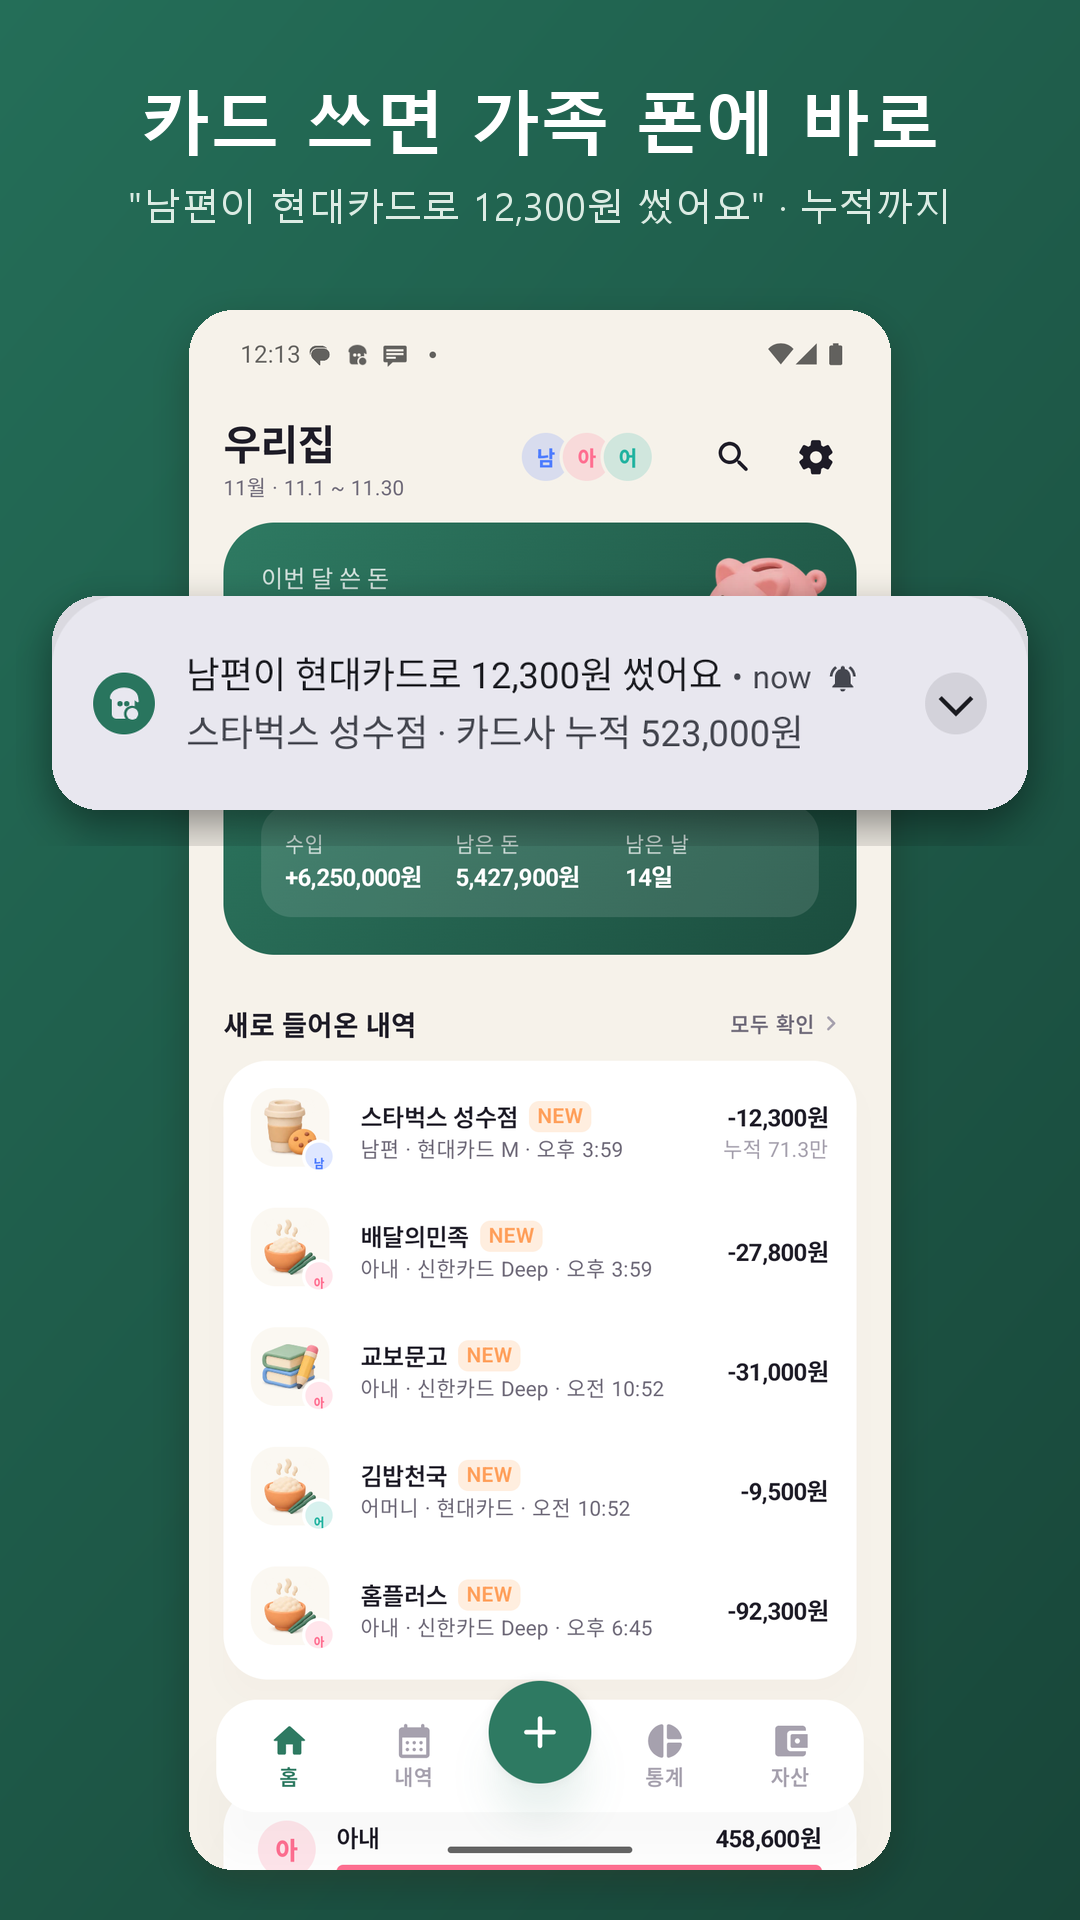 카드 쓰면 가족 폰에 바로
"남편이 현대카드로 12,300원 썼어요" · 누적까지
12:13
우리집
남 아 어
11월 · 11.1 ~ 11.30
이번 달 쓴 돈
남편이 현대카드로 12,300원 썼어요 • now
스타벅스 성수점 · 카드사 누적 523,000원
수입 남은 돈 남은 날
+6,250,000원 5,427,900원 14일
새로 들어온 내역 모두 확인
스타벅스 성수점 NEW -12,300원
남편 · 현대카드 M · 오후 3:59 누적 71.3만
남
배달의민족 NEW -27,800원
아내 · 신한카드 Deep · 오후 3:59
아
교보문고 NEW -31,000원
아내 · 신한카드 Deep · 오전 10:52
아
김밥천국 NEW -9,500원
어머니 · 현대카드 · 오전 10:52
어
홈플러스 NEW -92,300원
아내 · 신한카드 Deep · 오후 6:45
아
홈 내역 통계 자산
아 아내 458,600원